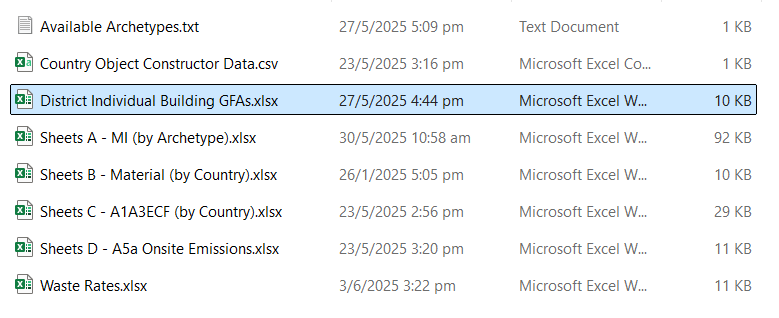 Available Archetypes.txt 27/5/2025 5:09 pm Text Document 1 KB
Country Object Constructor Data.csv 23/5/2025 3:16 pm Microsoft Excel Co... 1 KB
District Individual Building GFAs.xlsx 27/5/2025 4:44 pm Microsoft Excel W... 10 KB
Sheets A - MI (by Archetype).xlsx 30/5/2025 10:58 am Microsoft Excel W... 92 KB
Sheets B - Material (by Country).xlsx 26/1/2025 5:05 pm Microsoft Excel W... 10 KB
Sheets C - A1A3ECF (by Country).xlsx 23/5/2025 2:56 pm Microsoft Excel W... 29 KB
Sheets D - A5a Onsite Emissions.xlsx 23/5/2025 3:20 pm Microsoft Excel W... 11 KB
Waste Rates.xlsx 3/6/2025 3:22 pm Microsoft Excel W... 11 KB